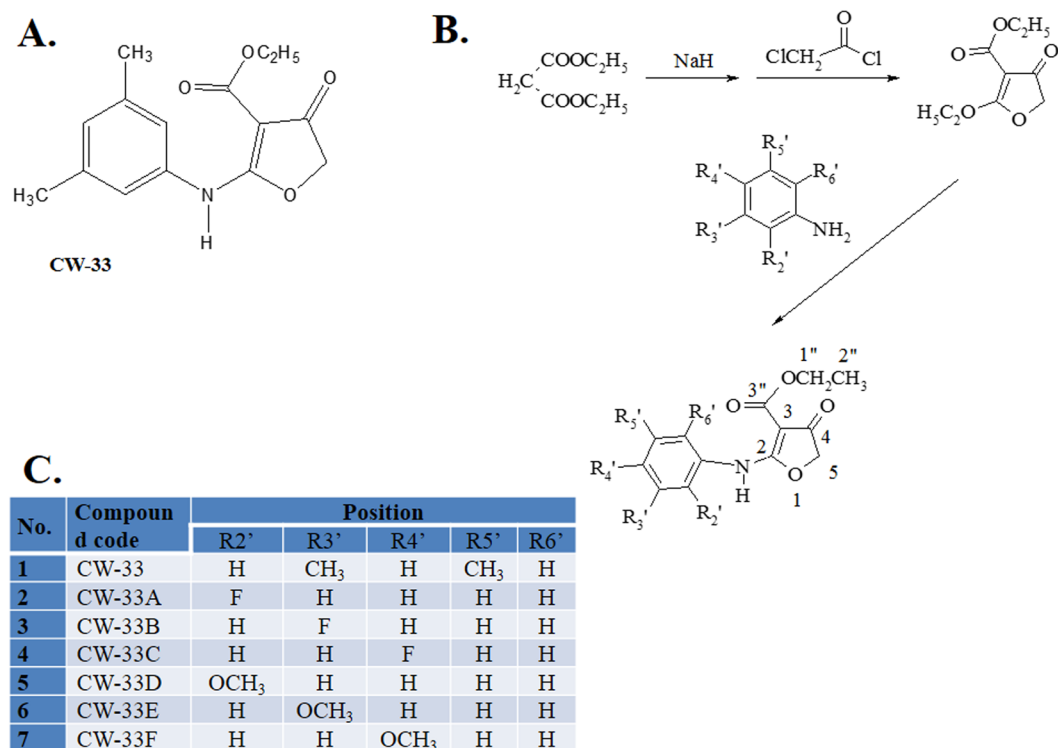 A.
CH₃
OC₂H₅
O
O
CH₃
N
H
O
CW-33
B.
H₂C
COOC₂H₅
COOC₂H₅
NaH
ClCH₂
O
Cl
OC₂H₅
O
O
H₅C₂O
O
R₅'
R₄'
R₆'
R₃'
NH₂
R₂'
1" 2"
OCH₂CH₃
3"
O
3
O
4
R₅'
R₆'
2
5
R₄'
N
H
O
1
R₃'
R₂'
C.
No. Compoun
d code Position
R2’ R3’ R4’ R5’ R6’
1 CW-33 H CH₃ H CH₃ H
2 CW-33A F H H H H
3 CW-33B H F H H H
4 CW-33C H H F H H
5 CW-33D OCH₃ H H H H
6 CW-33E H OCH₃ H H H
7 CW-33F H H OCH₃ H H